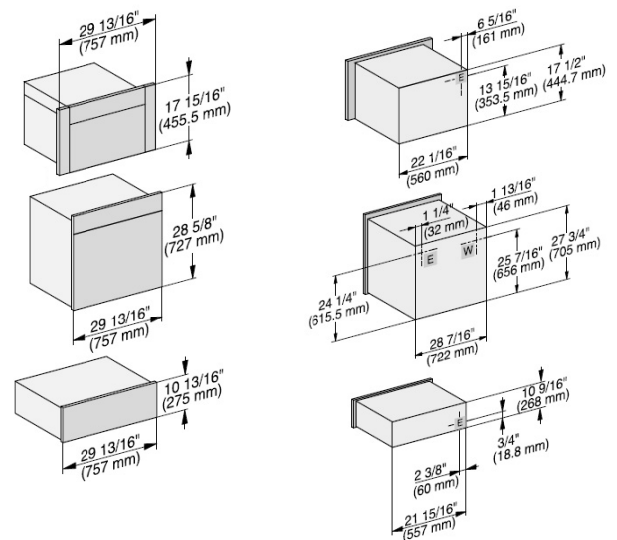 29 13/16"
(757 mm)
17 15/16"
(455.5 mm)
6 5/16"
(161 mm)
E
13 15/16"
(353.5 mm)
17 1/2"
(444.7 mm)
22 1/16"
(560 mm)
28 5/8"
(727 mm)
29 13/16"
(757 mm)
1 13/16"
(46 mm)
1 1/4"
(32 mm)
E
W
27 3/4"
(705 mm)
25 7/16"
(656 mm)
24 1/4"
(615.5 mm)
28 7/16"
(722 mm)
10 13/16"
(275 mm)
29 13/16"
(757 mm)
10 9/16"
(268 mm)
E
3/4"
(18.8 mm)
2 3/8"
(60 mm)
21 15/16"
(557 mm)